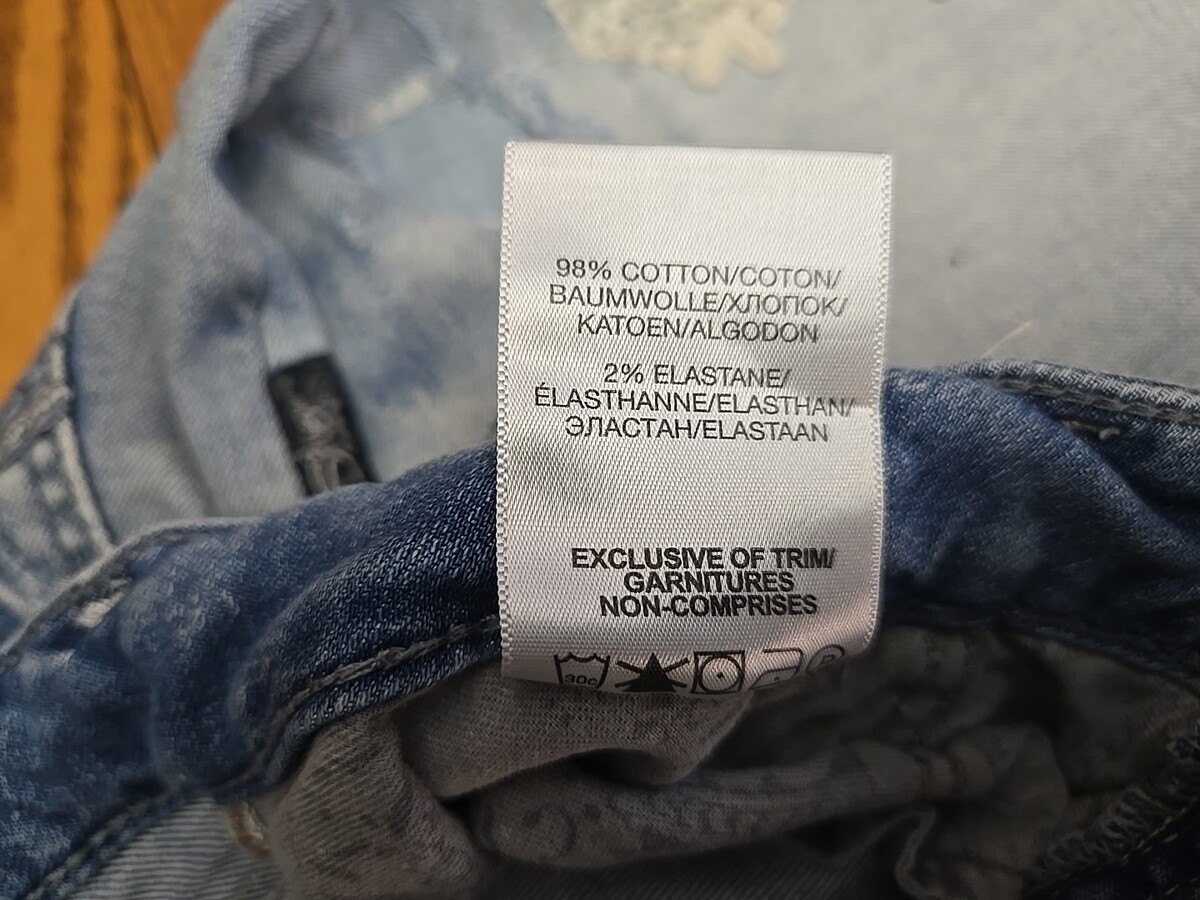 98% COTTON/COTON/
BAUMWOLLE/ХЛОПОК/
KATOEN/ALGODON
2% ELASTANE/
ÉLASTHANNE/ELASTHAN/
ЭЛАСТАН/ELASTAAN
EXCLUSIVE OF TRIM/
GARNITURES
NON-COMPRISES
30c P